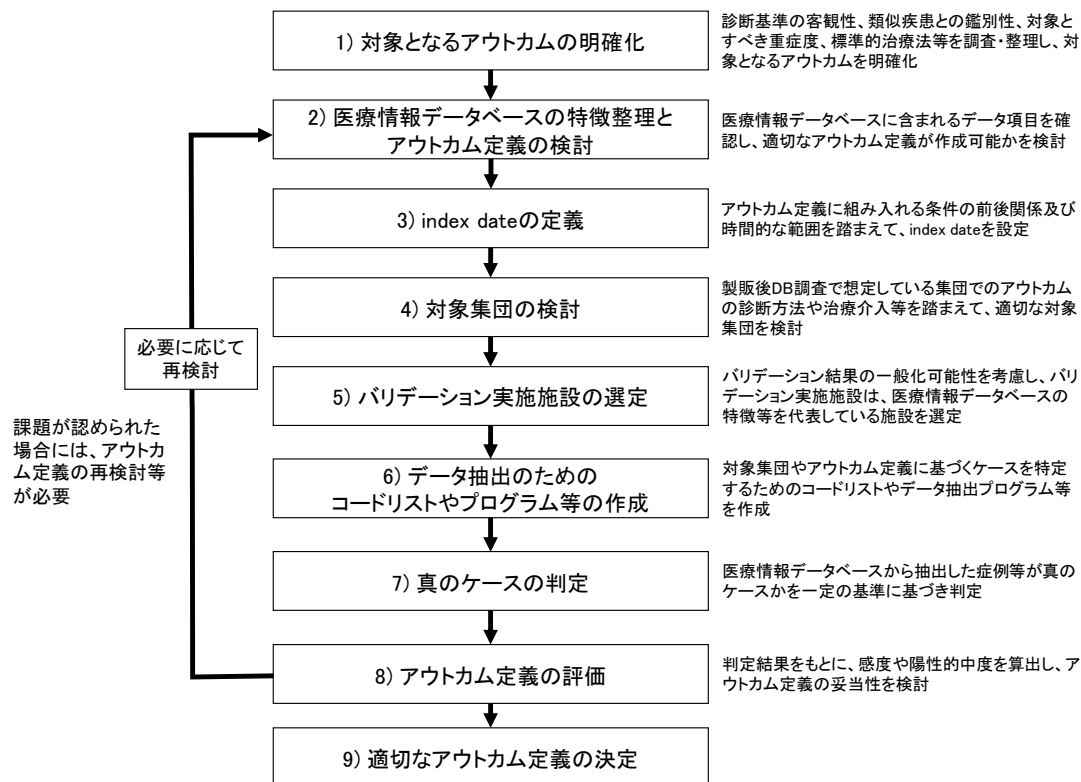 1) 対象となるアウトカムの明確化
診断基準の客観性、類似疾患との鑑別性、対象と
すべき重症度、標準的治療法等を調査・整理し、対
象となるアウトカムを明確化
2) 医療情報データベースの特徴整理と
アウトカム定義の検討
医療情報データベースに含まれるデータ項目を確
認し、適切なアウトカム定義が作成可能かを検討
3) index dateの定義
アウトカム定義に組み入れる条件の前後関係及び
時間的な範囲を踏まえて、index dateを設定
4) 対象集団の検討
製販後DB調査で想定している集団でのアウトカム
の診断方法や治療介入等を踏まえて、適切な対象
集団を検討
必要に応じて
再検討
5) バリデーション実施施設の選定
バリデーション結果の一般化可能性を考慮し、バリ
デーション実施施設は、医療情報データベースの
特徴等を代表している施設を選定
課題が認められた
場合には、アウトカ
ム定義の再検討等
が必要
6) データ抽出のための
コードリストやプログラム等の作成
対象集団やアウトカム定義に基づくケースを特定
するためのコードリストやデータ抽出プログラム等
を作成
7) 真のケースの判定
医療情報データベースから抽出した症例等が真の
ケースかを一定の基準に基づき判定
8) アウトカム定義の評価
判定結果をもとに、感度や陽性的中度を算出し、ア
ウトカム定義の妥当性を検討
9) 適切なアウトカム定義の決定